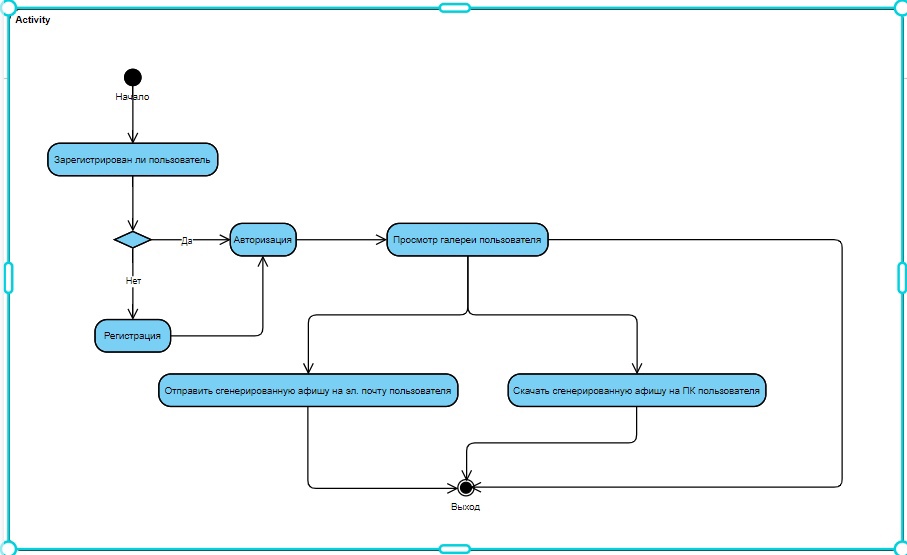 Activity
Начало
Зарегистрирован ли пользователь
Да
Авторизация
Просмотр галереи пользователя
Нет
Регистрация
Отправить сгенерированную афишу на эл. почту пользователя
Скачать сгенерированную афишу на ПК пользователя
Выход